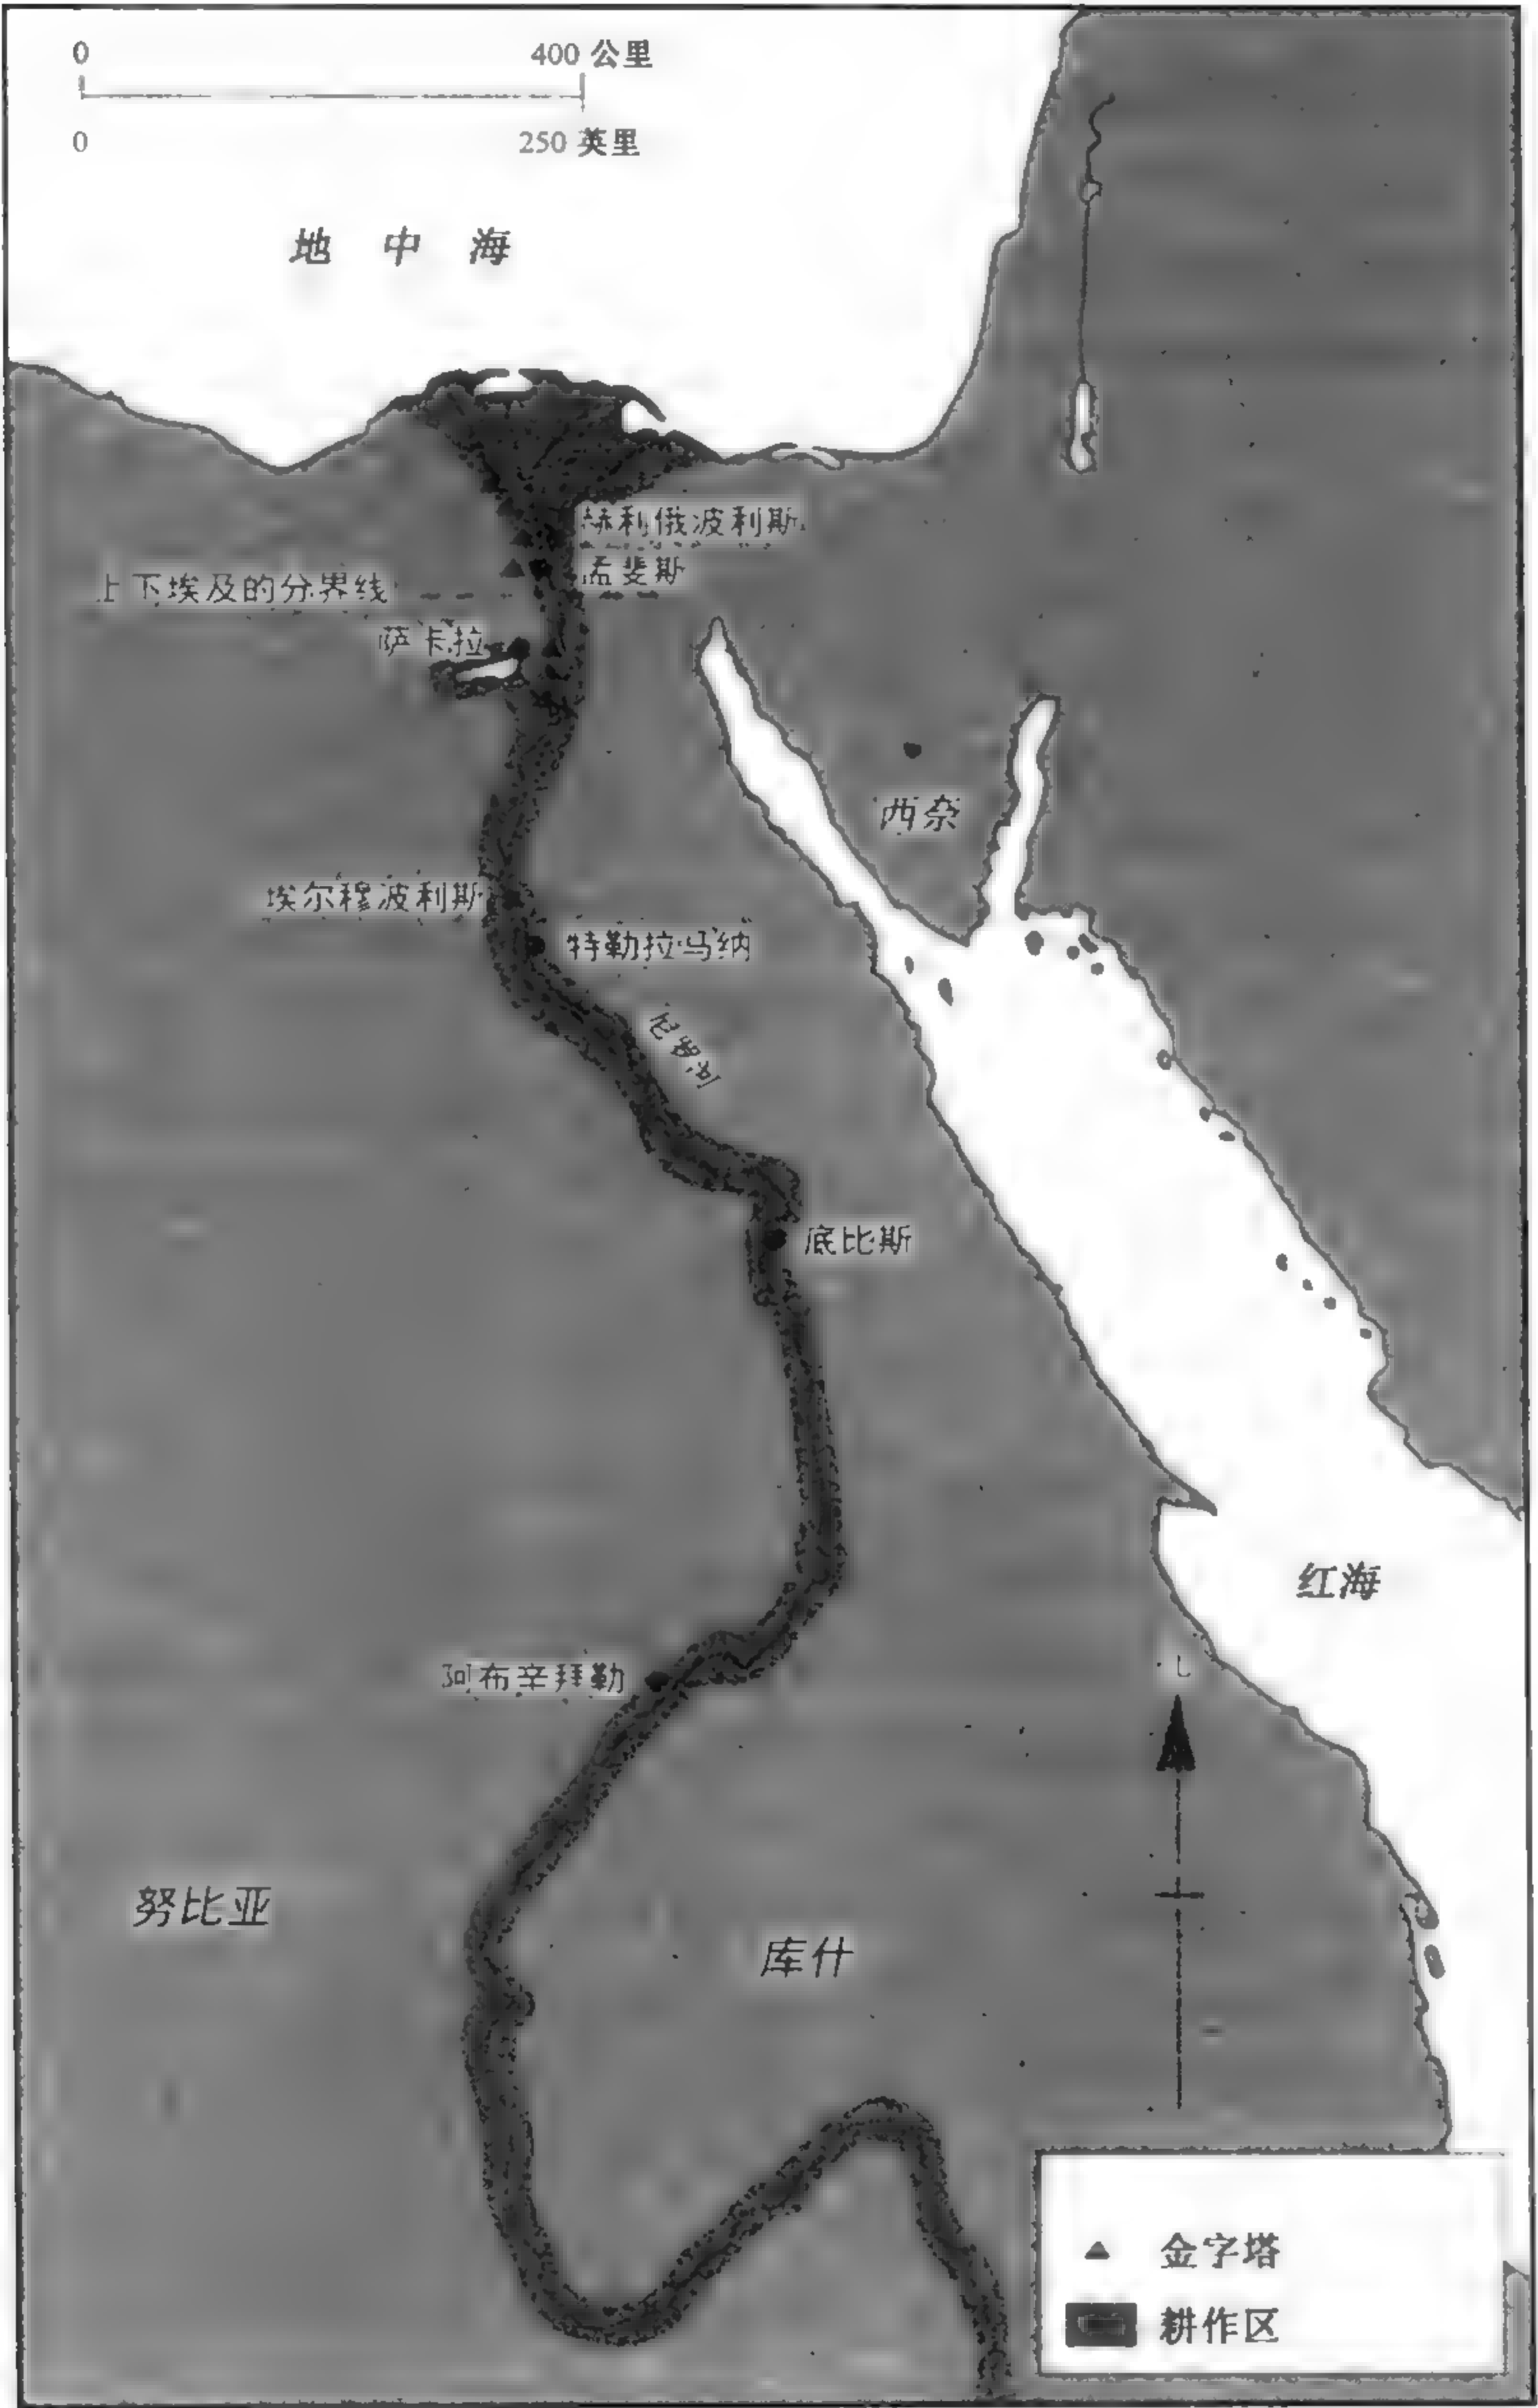 0 400 公里
0 250 英里
地中海
赫利俄波利斯
孟斐斯
上下埃及的分界线
萨卡拉
西奈
埃尔穆波利斯
特勒拉·马纳
尼罗河
底比斯
红海
阿布辛拜勒
北
努比亚
库什
金字塔
耕作区